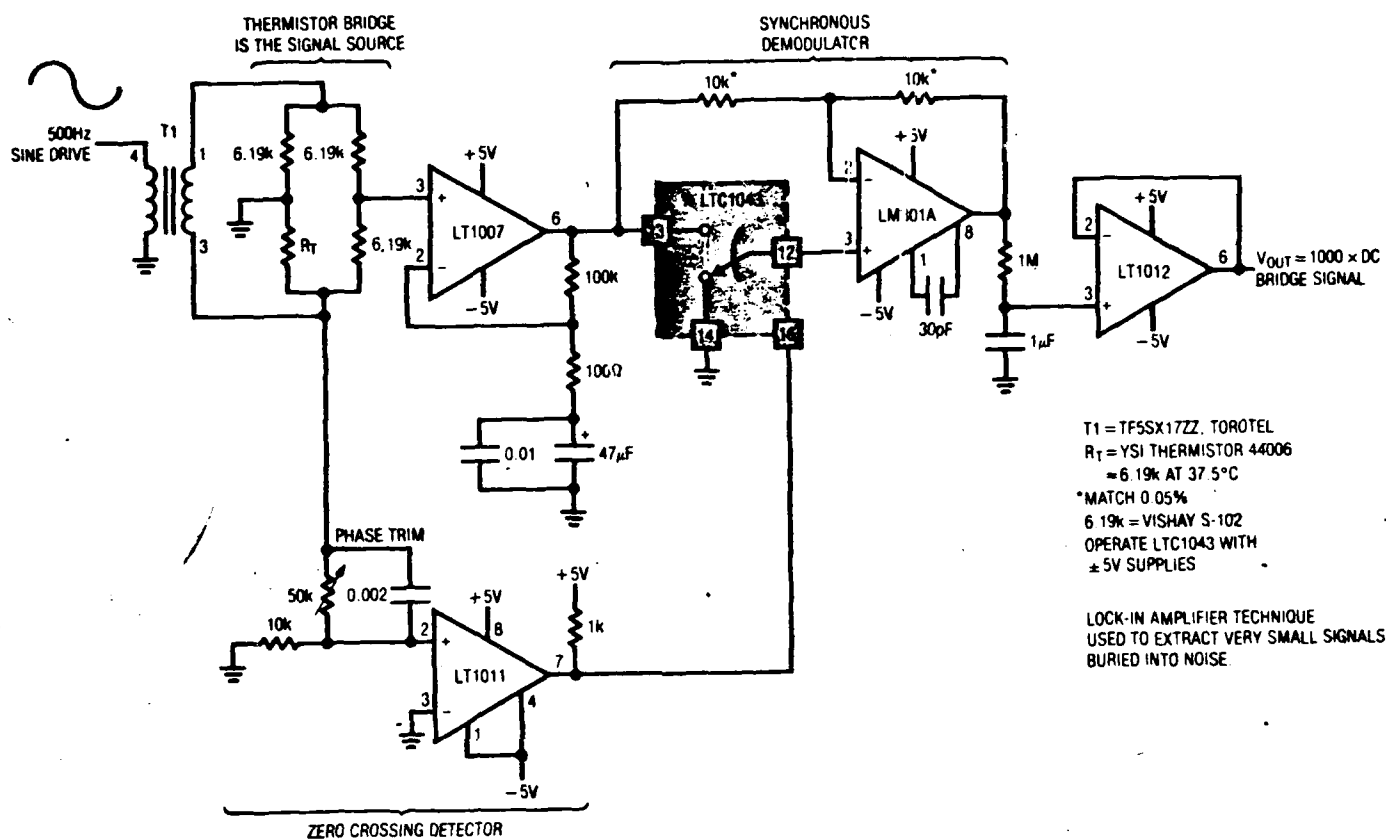 THERMISTOR BRIDGE
IS THE SIGNAL SOURCE
SYNCHRONOUS
DEMODULATOR
500Hz
SINE DRIVE
T1
4
1
3
6.19k
6.19k
RT
6.19k
3
+
2
−
+5V
LT1007
−5V
6
100k
100Ω
0.01
+
47μF
10k*
10k*
LTC1043
13
12
14
16
2
−
3
+
+5V
LM301A
−5V
1
8
30pF
1M
1μF
2
−
3
+
+5V
LT1012
−5V
6
VOUT = 1000 × DC
BRIDGE SIGNAL
T1 = TF5SX17ZZ, TOROTEL
RT = YSI THERMISTOR 44006
≈6.19k AT 37.5°C
*MATCH 0.05%
6.19k = VISHAY S-102
OPERATE LTC1043 WITH
±5V SUPPLIES
LOCK-IN AMPLIFIER TECHNIQUE
USED TO EXTRACT VERY SMALL SIGNALS
BURIED INTO NOISE.
PHASE TRIM
50k
0.002
10k
2
+
3
−
+5V
8
LT1011
7
1
4
−5V
+5V
1k
ZERO CROSSING DETECTOR